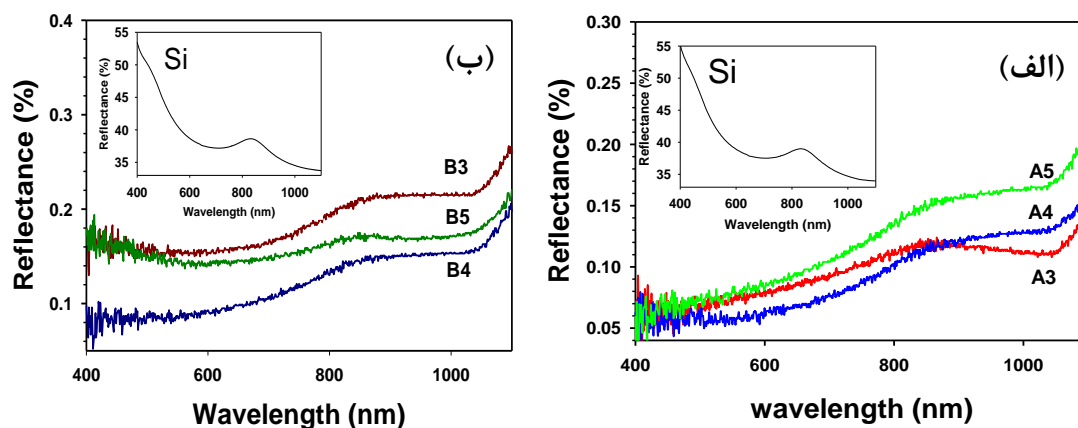 0.4
0.3
0.2
0.1
Reflectance (%)
400
600
800
1000
Wavelength (nm)
(ب)
B3
B5
B4
55
50
45
40
35
Reflectance (%)
Si
400
600
800
1000
Wavelength (nm)
0.30
0.25
0.20
0.15
0.10
0.05
Reflectance (%)
400
600
800
1000
wavelength (nm)
(الف)
A5
A4
A3
55
50
45
40
35
Reflectance (%)
Si
400
600
800
1000
Wavelength (nm)